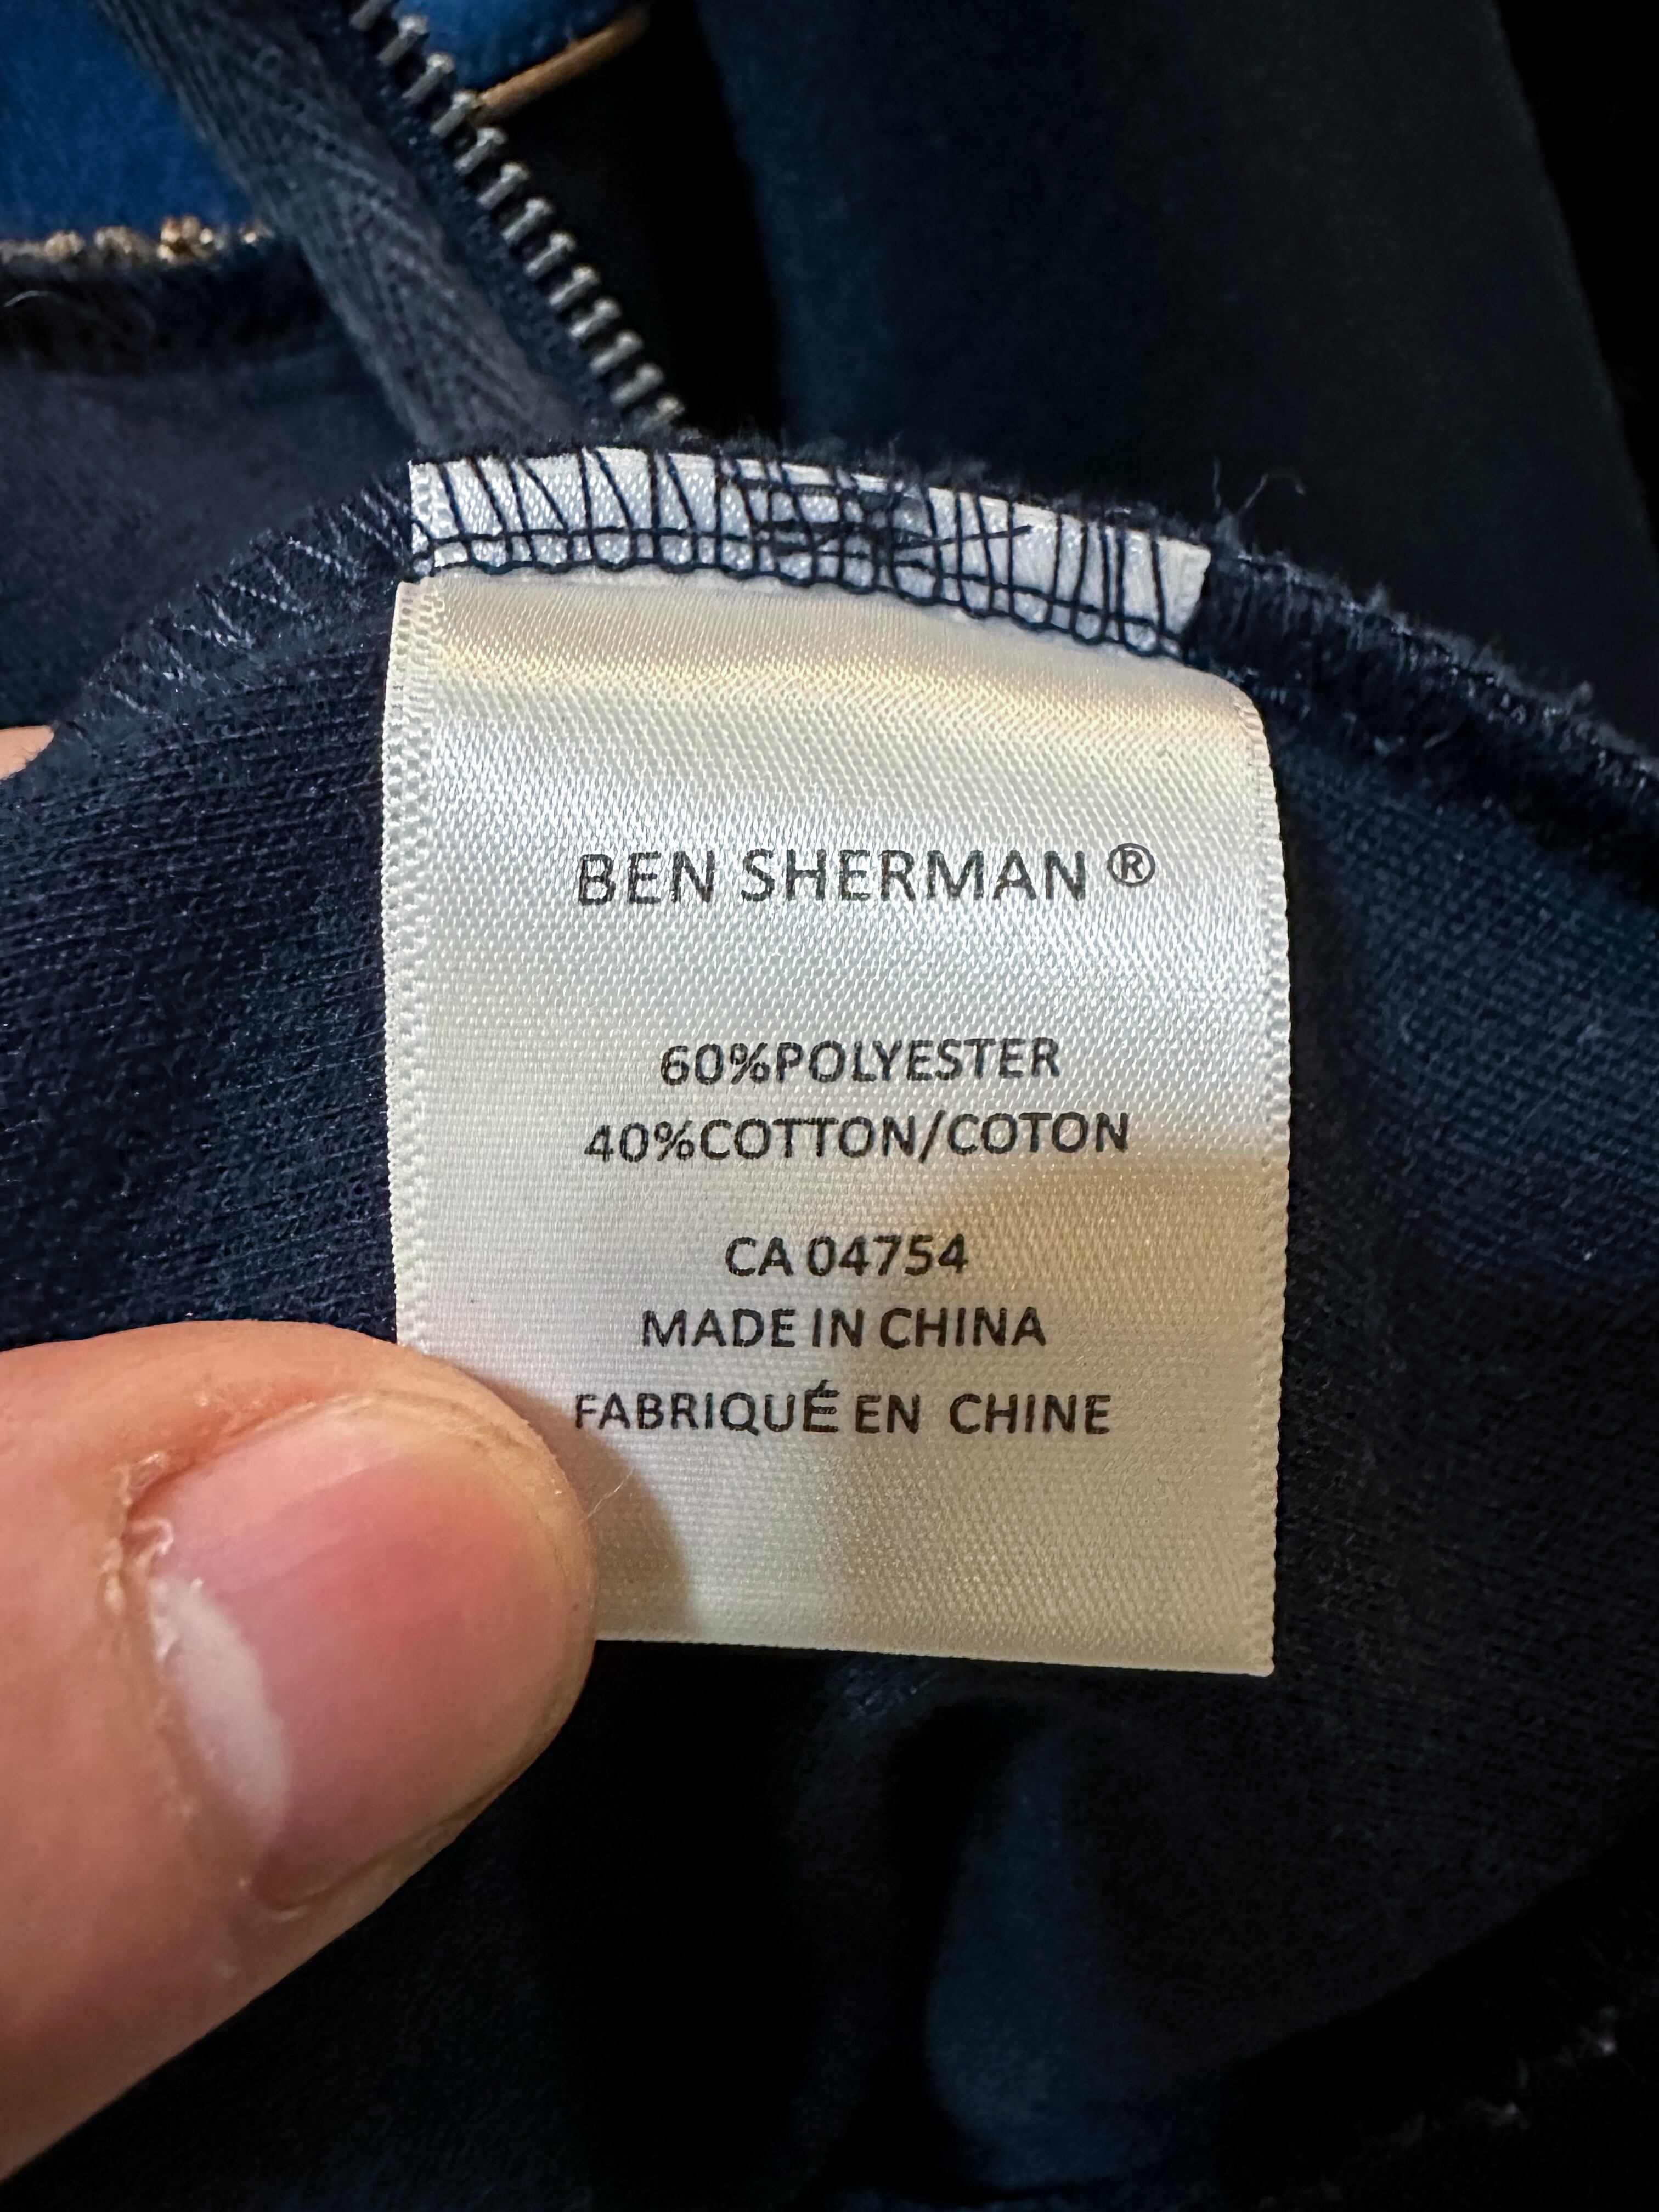 BEN SHERMAN ®
60%POLYESTER
40%COTTON/COTON
CA 04754
MADE IN CHINA
FABRIQUÉ EN CHINE